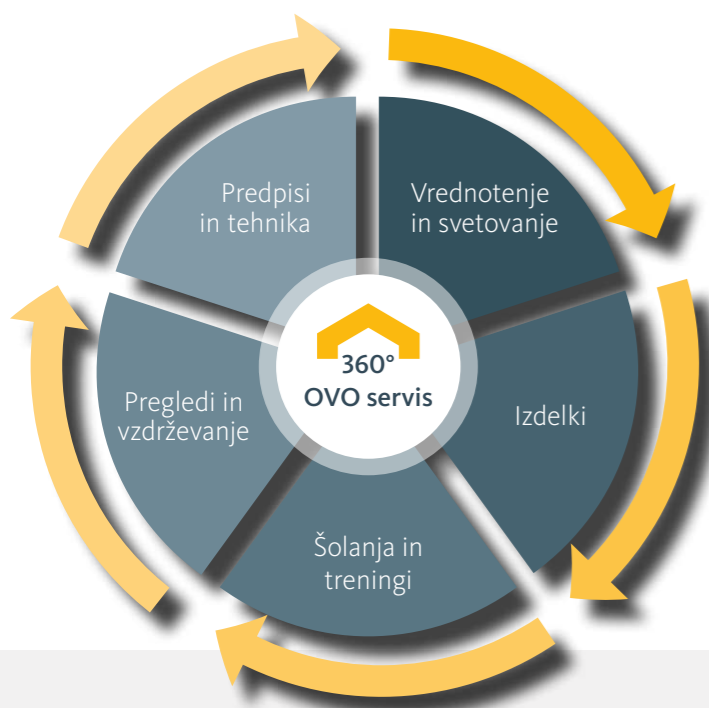 Predpisi
in tehnika
Vrednotenje
in svetovanje
360°
OVO servis
Pregledi in
vzdrževanje
Izdelki
Šolanja in
treningi